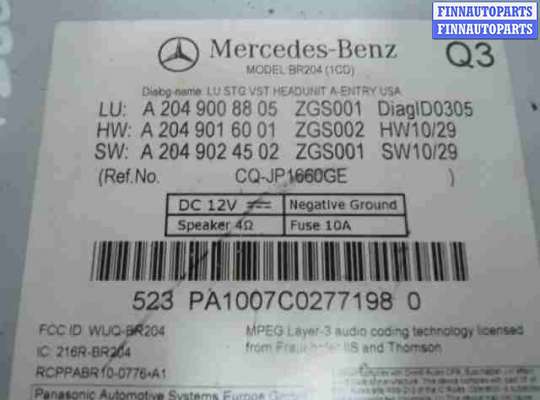 FINNAUTOPARTS
FINNAUTOPARTS
Mercedes-Benz Q3
MODEL BR204 (1CD)
Diabg-name: LU STG VST HEADUNIT A-ENTRY USA
LU: A 204 900 88 05 ZGS001 DiagID0305
HW: A 204 901 60 01 ZGS002 HW10/29
SW: A 204 902 45 02 ZGS001 SW10/29
(Ref.No. CQ-JP1660GE )
DC 12V Negative Ground
Speaker 4Ω Fuse 10A
523 PA1007C0277198 0
FCC ID WUQ-BR204 MPEG Layer-3 audio coding technology licensed
IC: 216R-BR204 from Fraunhofer IIS and Thomson
RCPPABR10-0776-A1
Panasonic Automotive Systems Europe GmbH